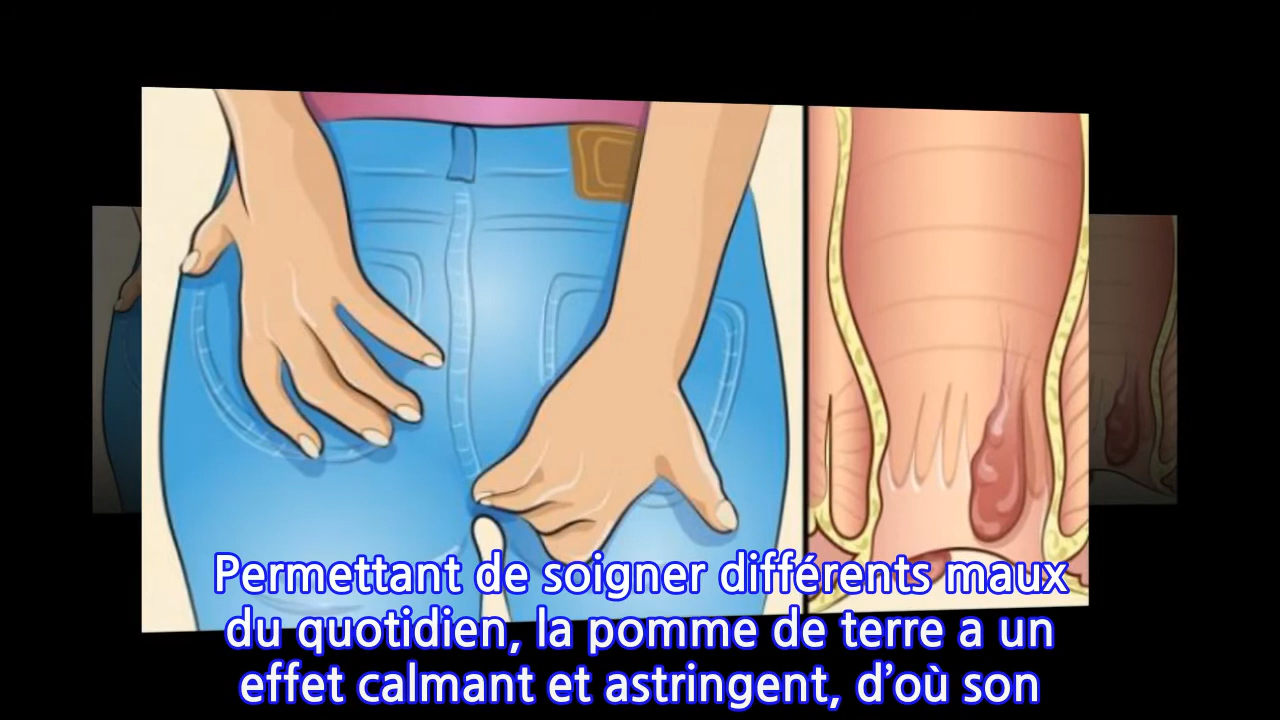 Permettant de soigner différents maux
du quotidien, la pomme de terre a un
effet calmant et astringent, d'où son